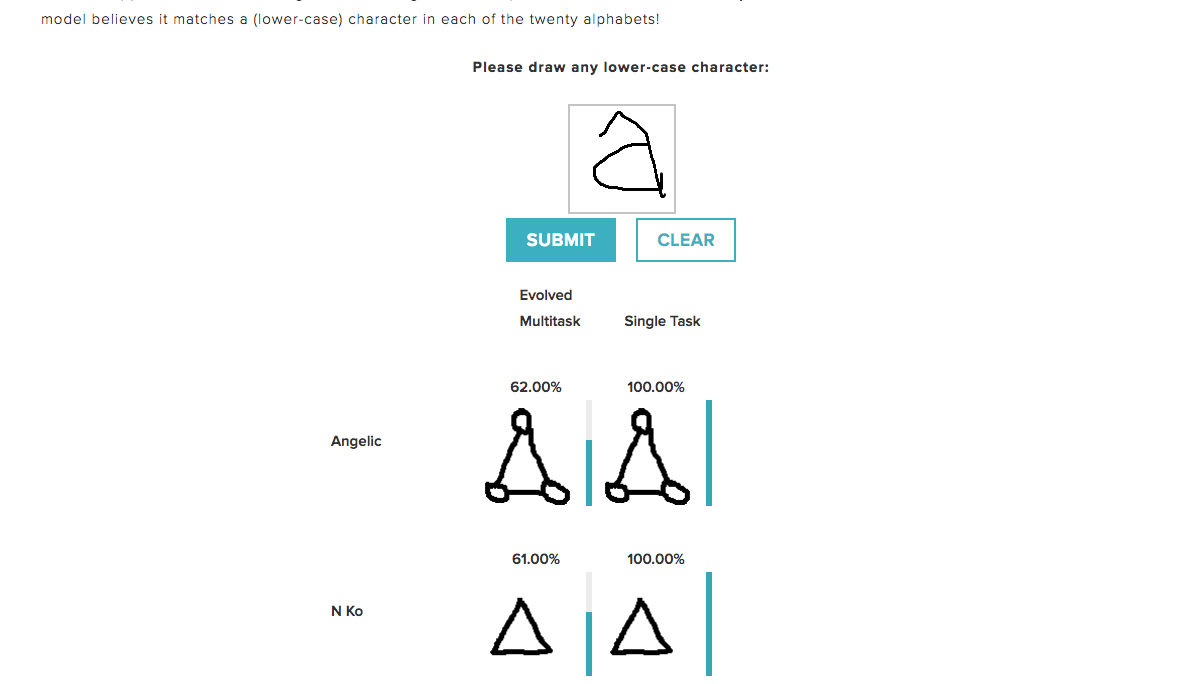 model believes it matches a (lower-case) character in each of the twenty alphabets!
Please draw any lower-case character:
a
SUBMIT CLEAR
Evolved
Multitask Single Task
62.00% 100.00%
Angelic
61.00% 100.00%
N Ko